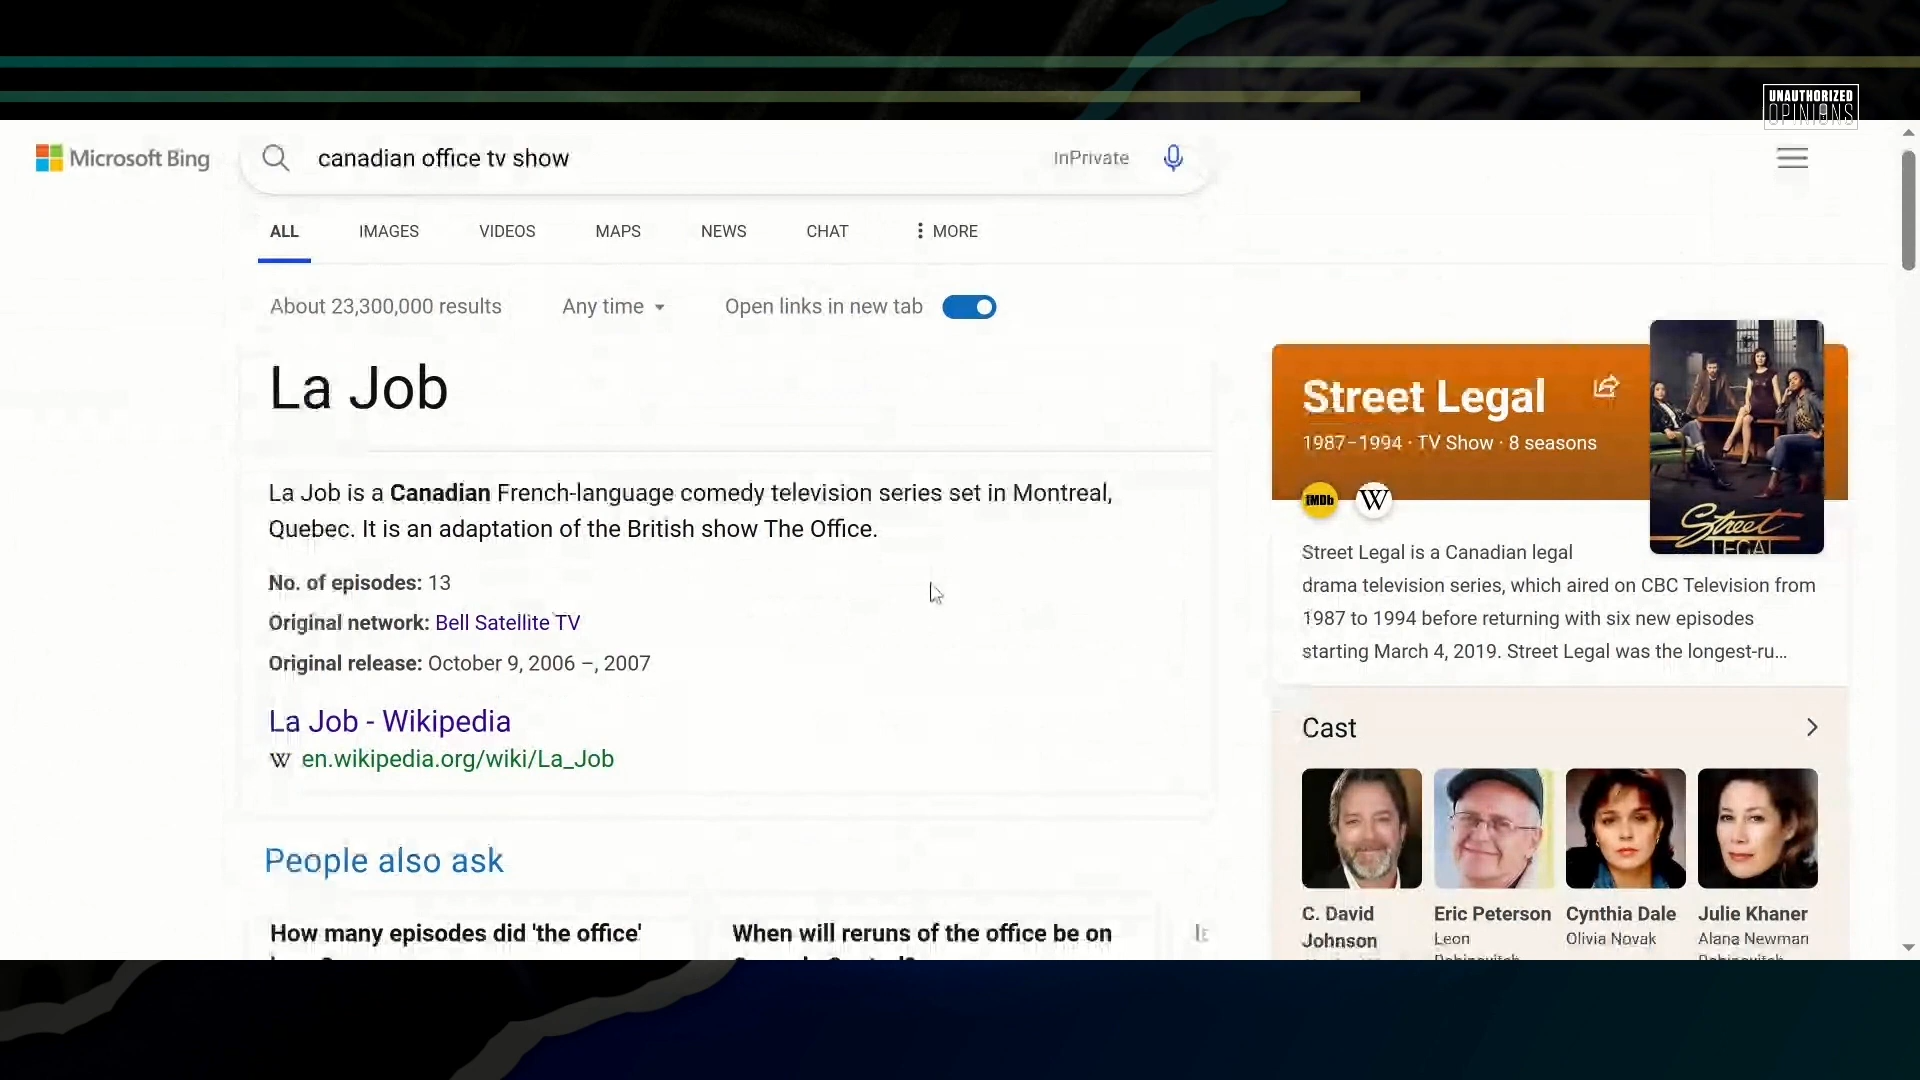 UNAUTHORIZED
OPINIONS
Microsoft Bing
canadian office tv show
InPrivate
ALL
IMAGES
VIDEOS
MAPS
NEWS
CHAT
MORE
About 23,300,000 results
Any time
Open links in new tab
La Job
La Job is a Canadian French-language comedy television series set in Montreal,
Quebec. It is an adaptation of the British show The Office.
No. of episodes: 13
Original network: Bell Satellite TV
Original release: October 9, 2006 –, 2007
La Job - Wikipedia
W en.wikipedia.org/wiki/La_Job
People also ask
How many episodes did 'the office'
When will reruns of the office be on
Street Legal
1987–1994 · TV Show · 8 seasons
IMDb
W
Street
LEGAL
Street Legal is a Canadian legal
drama television series, which aired on CBC Television from
1987 to 1994 before returning with six new episodes
starting March 4, 2019. Street Legal was the longest-ru...
Cast
C. David
Johnson
Eric Peterson
Leon
Cynthia Dale
Olivia Novak
Julie Khaner
Alana Newman